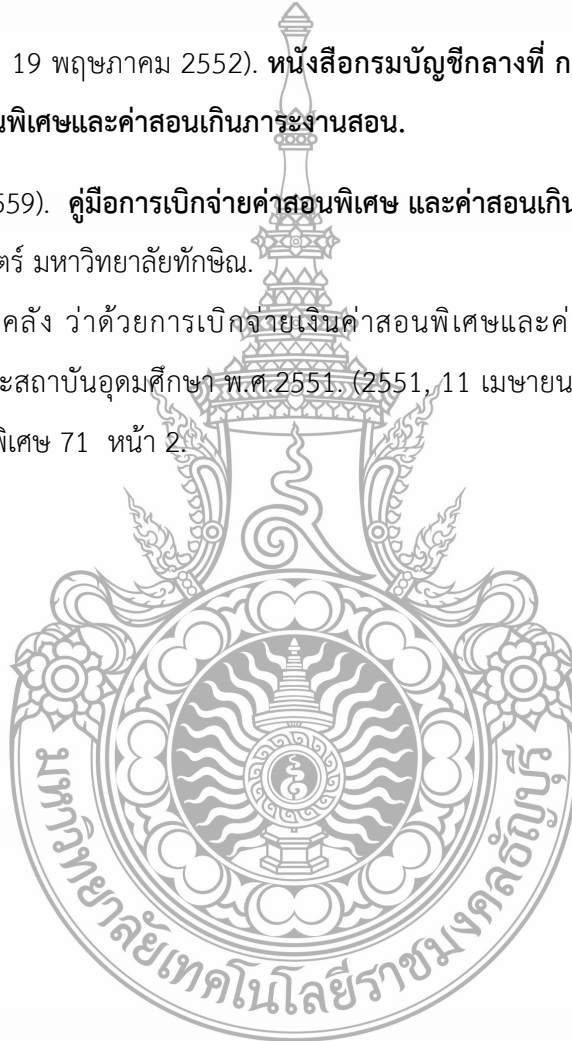 19 พฤษภาคม 2552). หนังสือกรมบัญชีกลางที่ ก
นพิเศษและค่าสอนเกินภาระงานสอน.
559). คู่มือการเบิกจ่ายค่าสอนพิเศษ และค่าสอนเกิน
ตร์ มหาวิทยาลัยทักษิณ.
คลัง ว่าด้วยการเบิกจ่ายเงินค่าสอนพิเศษและค่
ะสถาบันอุดมศึกษา พ.ศ.2551. (2551, 11 เมษายน
พิเศษ 71 หน้า 2.
มหาวิทยาลัยเทคโนโลยีราชมงคลธัญบุรี